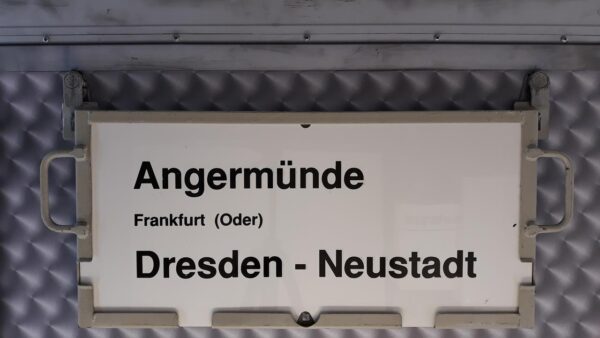 Angermünde
Frankfurt (Oder)
Dresden - Neustadt